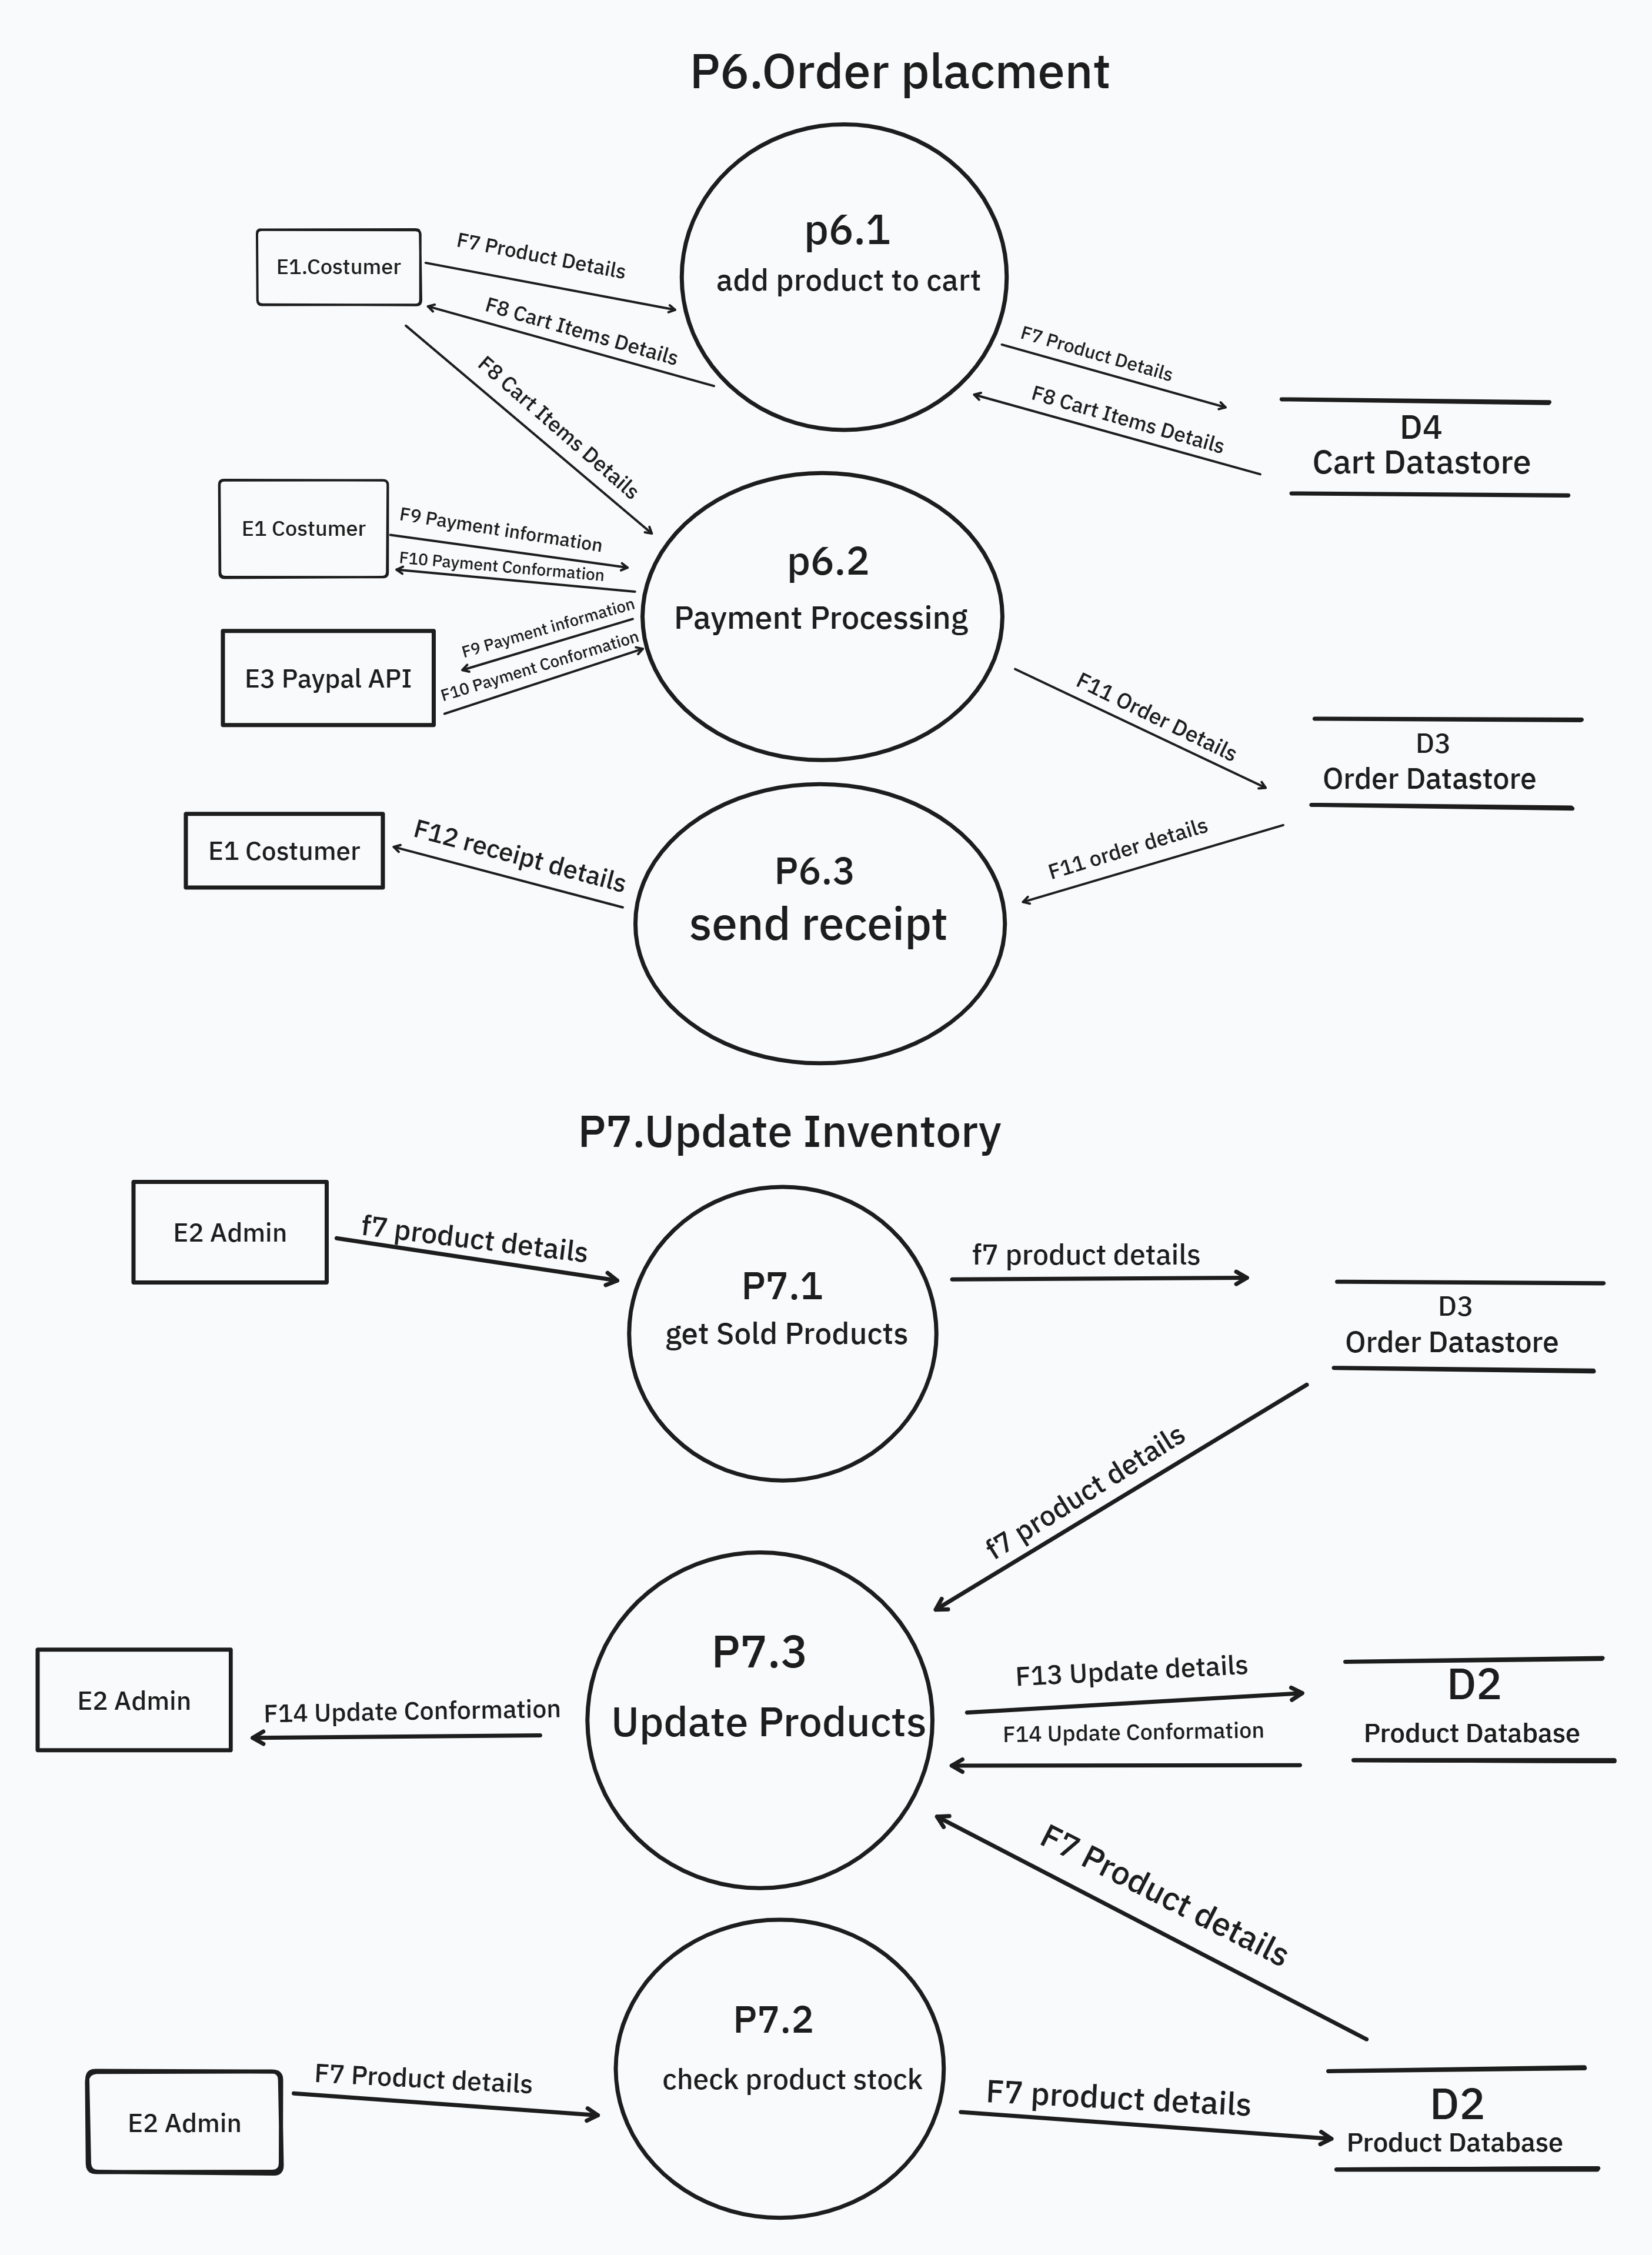 P6.Order placment
p6.1
add product to cart
E1.Costumer
F7 Product Details
F8 Cart Items Details
F8 Cart Items Details
F7 Product Details
F8 Cart Items Details
D4
Cart Datastore
E1 Costumer
F9 Payment information
F10 Payment Conformation
p6.2
Payment Processing
E3 Paypal API
F9 Payment information
F10 Payment Conformation
F11 Order Details
D3
Order Datastore
E1 Costumer
F12 receipt details
P6.3
send receipt
F11 order details
P7.Update Inventory
E2 Admin
f7 product details
P7.1
get Sold Products
f7 product details
D3
Order Datastore
f7 product details
P7.3
Update Products
E2 Admin
F14 Update Conformation
F13 Update details
F14 Update Conformation
D2
Product Database
F7 Product details
P7.2
check product stock
E2 Admin
F7 Product details
F7 product details
D2
Product Database